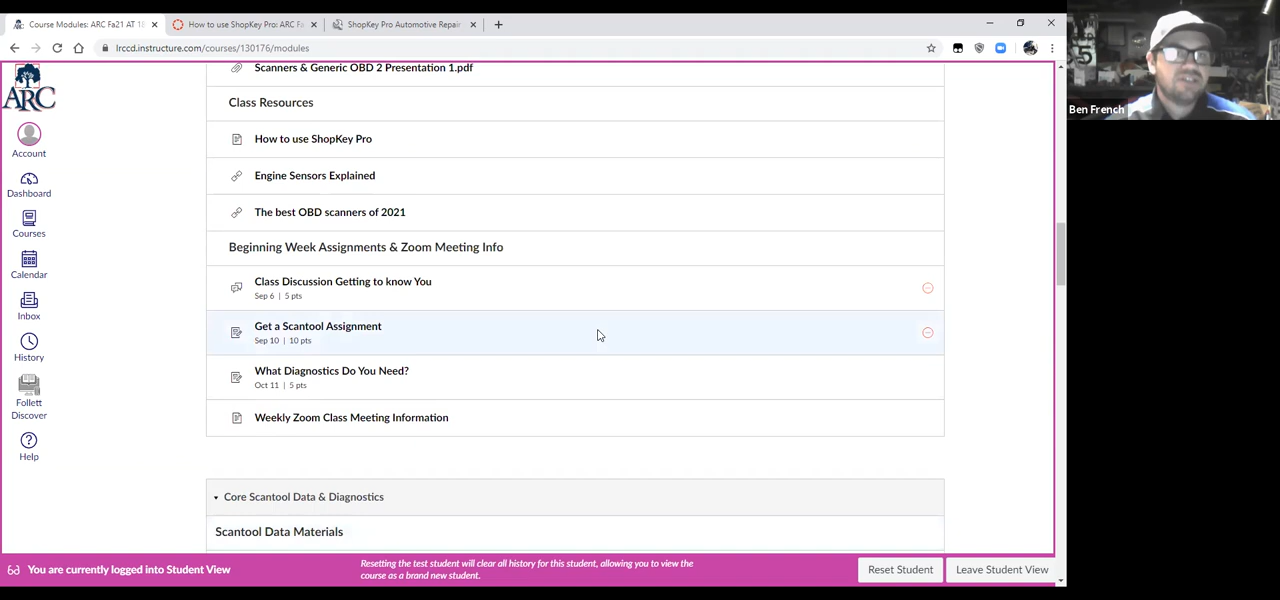 Course Modules: ARC Fa21 AT 1
How to use ShopKey Pro: ARC Fa
ShopKey Pro Automotive Repair
lrccd.instructure.com/courses/130176/modules
Ben French
ARC
Account
Dashboard
Courses
Calendar
Inbox
History
Follett
Discover
Help
Scanners & Generic OBD 2 Presentation 1.pdf
Class Resources
How to use ShopKey Pro
Engine Sensors Explained
The best OBD scanners of 2021
Beginning Week Assignments & Zoom Meeting Info
Class Discussion Getting to know You
Sep 6 | 5 pts
Get a Scantool Assignment
Sep 10 | 10 pts
What Diagnostics Do You Need?
Oct 11 | 5 pts
Weekly Zoom Class Meeting Information
Core Scantool Data & Diagnostics
Scantool Data Materials
You are currently logged into Student View
Resetting the test student will clear all history for this student, allowing you to view the
course as a brand new student.
Reset Student
Leave Student View